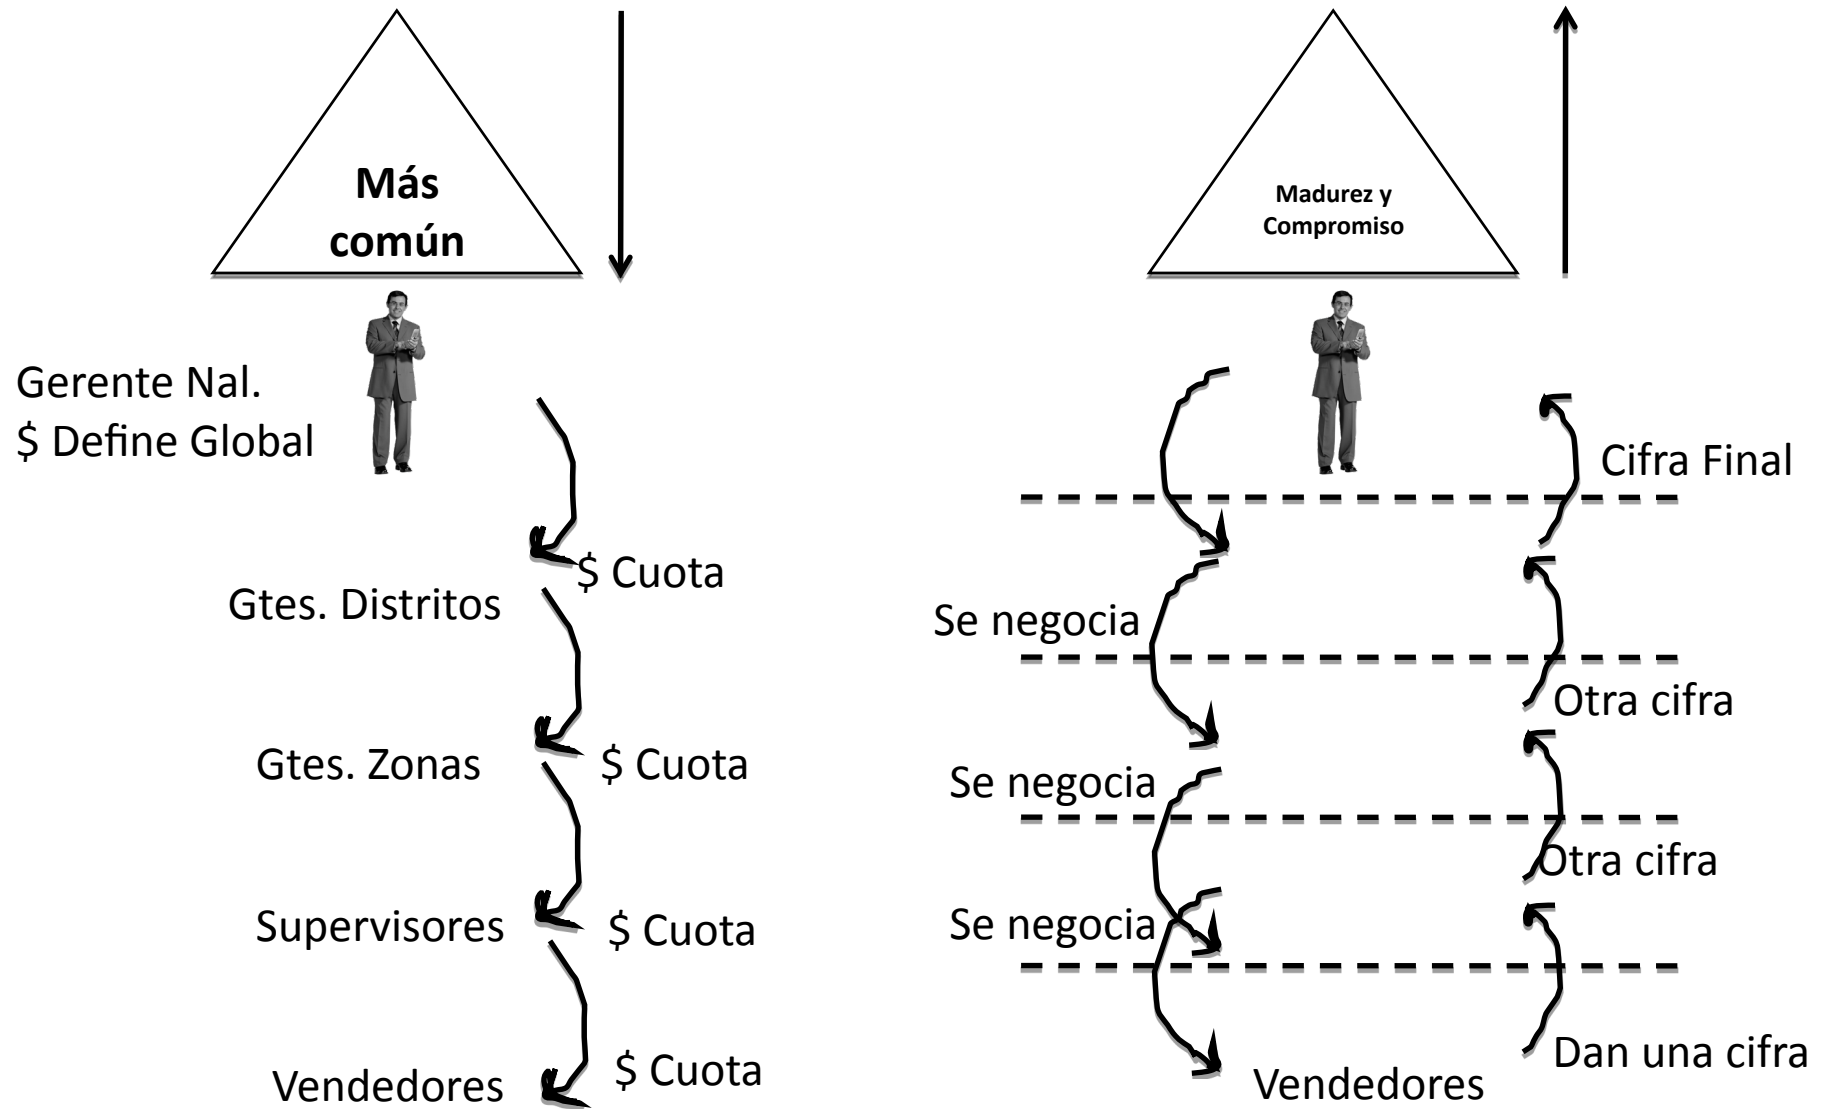 Más
común
Gerente Nal.
$ Define Global
$ Cuota
Gtes. Distritos
Gtes. Zonas
$ Cuota
Supervisores
$ Cuota
Vendedores
$ Cuota
Madurez y
Compromiso
Cifra Final
Se negocia
Otra cifra
Se negocia
Otra cifra
Se negocia
Dan una cifra
Vendedores